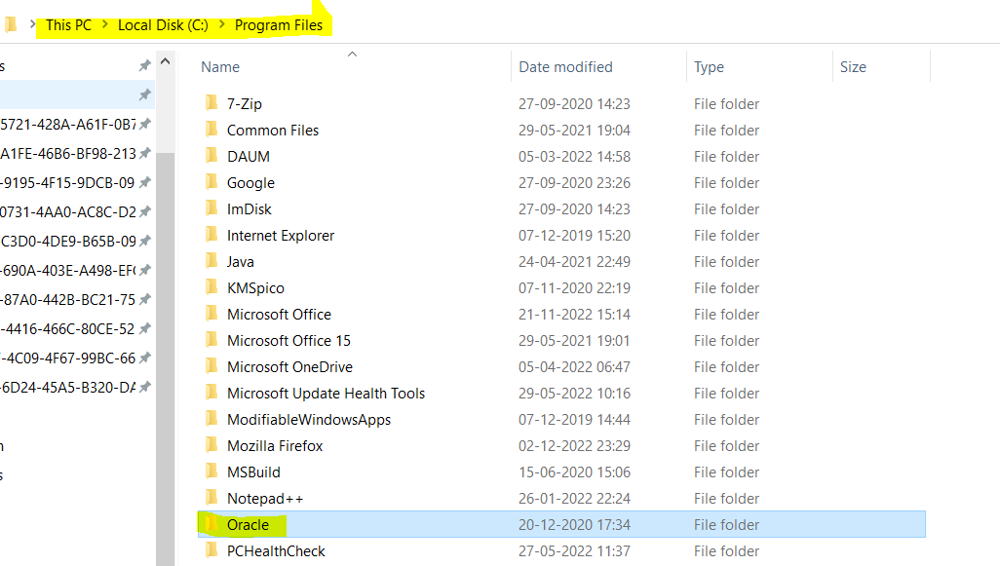 This PC > Local Disk (C:) > Program Files
s
Name Date modified Type Size
7-Zip 27-09-2020 14:23 File folder
5721-428A-A61F-0B7 Common Files 29-05-2021 19:04 File folder
A1FE-46B6-BF98-213 DAUM 05-03-2022 14:58 File folder
-9195-4F15-9DCB-09 Google 27-09-2020 23:26 File folder
0731-4AA0-AC8C-D2 ImDisk 27-09-2020 14:23 File folder
C3D0-4DE9-B65B-09 Internet Explorer 07-12-2019 15:20 File folder
-690A-403E-A498-EF Java 24-04-2021 22:49 File folder
-87A0-442B-BC21-75 KMSpico 07-11-2020 22:19 File folder
-4416-466C-80CE-52 Microsoft Office 21-11-2022 15:14 File folder
Microsoft Office 15 29-05-2021 19:01 File folder
-4C09-4F67-99BC-66 Microsoft OneDrive 05-04-2022 06:47 File folder
-6D24-45A5-B320-DA Microsoft Update Health Tools 29-05-2022 10:16 File folder
ModifiableWindowsApps 07-12-2019 14:44 File folder
Mozilla Firefox 02-12-2022 23:29 File folder
MSBuild 15-06-2020 15:06 File folder
s
Notepad++ 26-01-2022 22:24 File folder
Oracle 20-12-2020 17:34 File folder
PCHealthCheck 27-05-2022 11:37 File folder